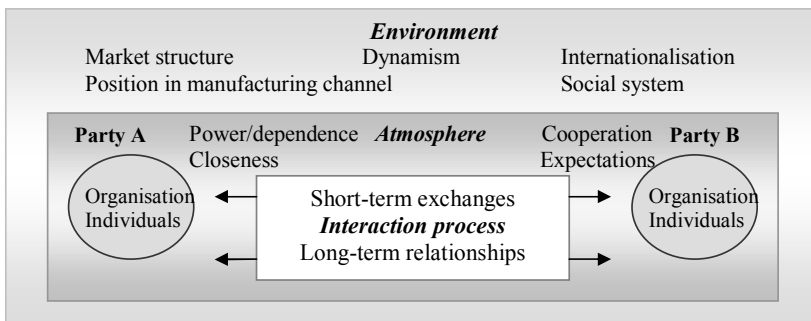 Environment
Market structure Dynamism Internationalisation
Position in manufacturing channel Social system
Party A Power/dependence Atmosphere Cooperation Party B
Closeness Expectations
Organisation Short-term exchanges Organisation
Individuals Interaction process Individuals
Long-term relationships